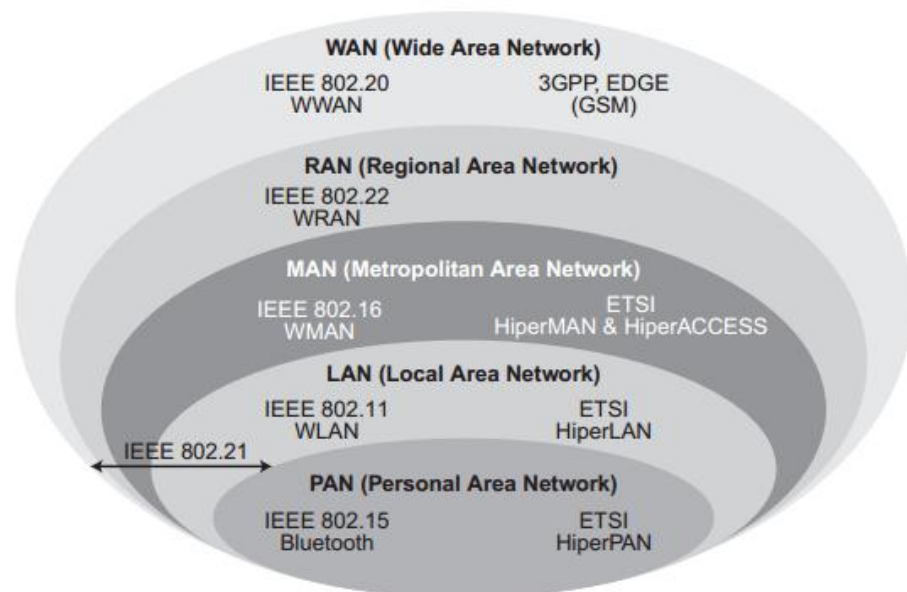 WAN (Wide Area Network)
IEEE 802.20 3GPP, EDGE
WWAN (GSM)
RAN (Regional Area Network)
IEEE 802.22
WRAN
MAN (Metropolitan Area Network)
IEEE 802.16 ETSI
WMAN HiperMAN & HiperACCESS
LAN (Local Area Network)
IEEE 802.11 ETSI
WLAN HiperLAN
IEEE 802.21
PAN (Personal Area Network)
IEEE 802.15 ETSI
Bluetooth HiperPAN